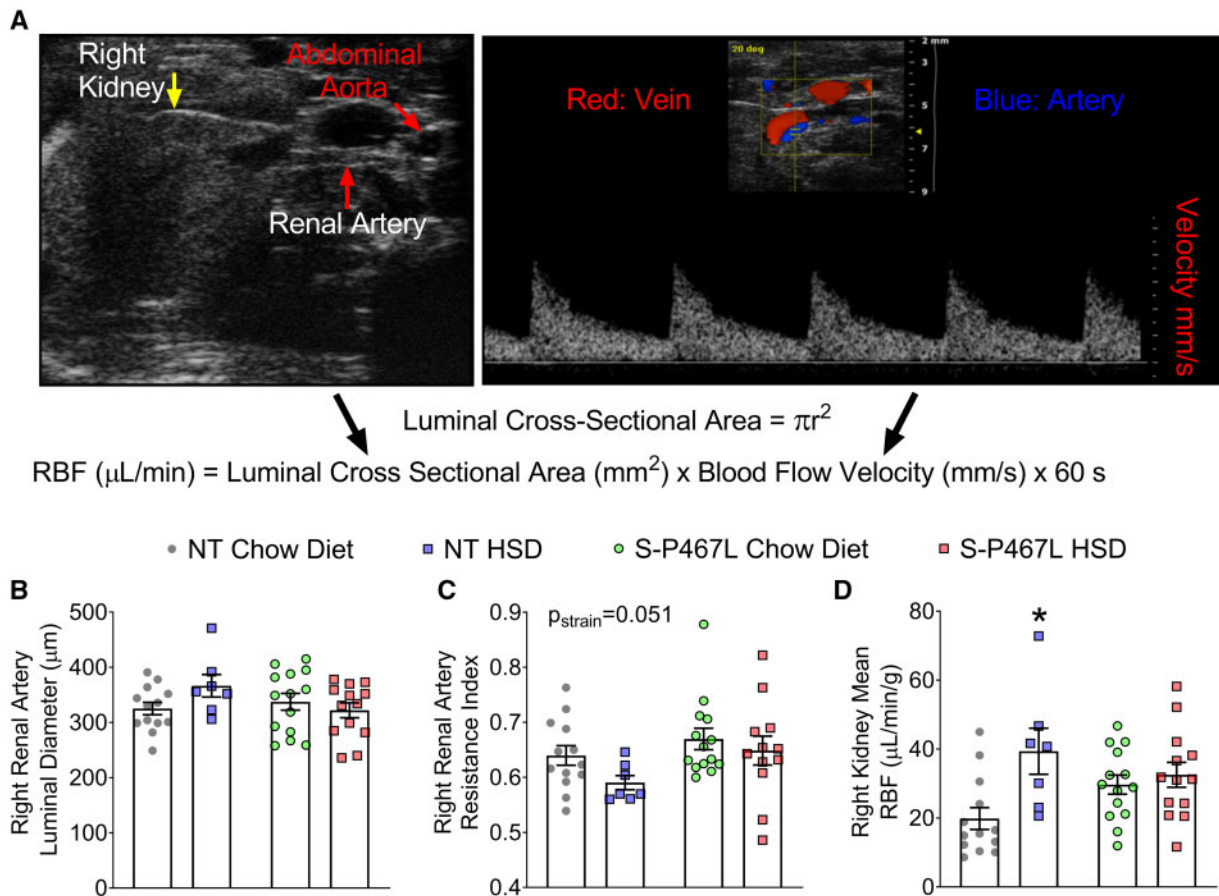 A
Right
Kidney
Abdominal
Aorta
Renal Artery
20 deg
2 mm
3
5
7
9
Red: Vein
Blue: Artery
Velocity mm/s
Luminal Cross-Sectional Area = πr²
RBF (μL/min) = Luminal Cross Sectional Area (mm²) x Blood Flow Velocity (mm/s) x 60 s
NT Chow Diet
NT HSD
S-P467L Chow Diet
S-P467L HSD
B
Right Renal Artery
Luminal Diameter (μm)
500
400
300
200
100
0
C
Right Renal Artery
Resistance Index
0.9
0.8
0.7
0.6
0.5
0.4
p_strain=0.051
D
Right Kidney Mean
RBF (μL/min/g)
80
60
40
20
0
*